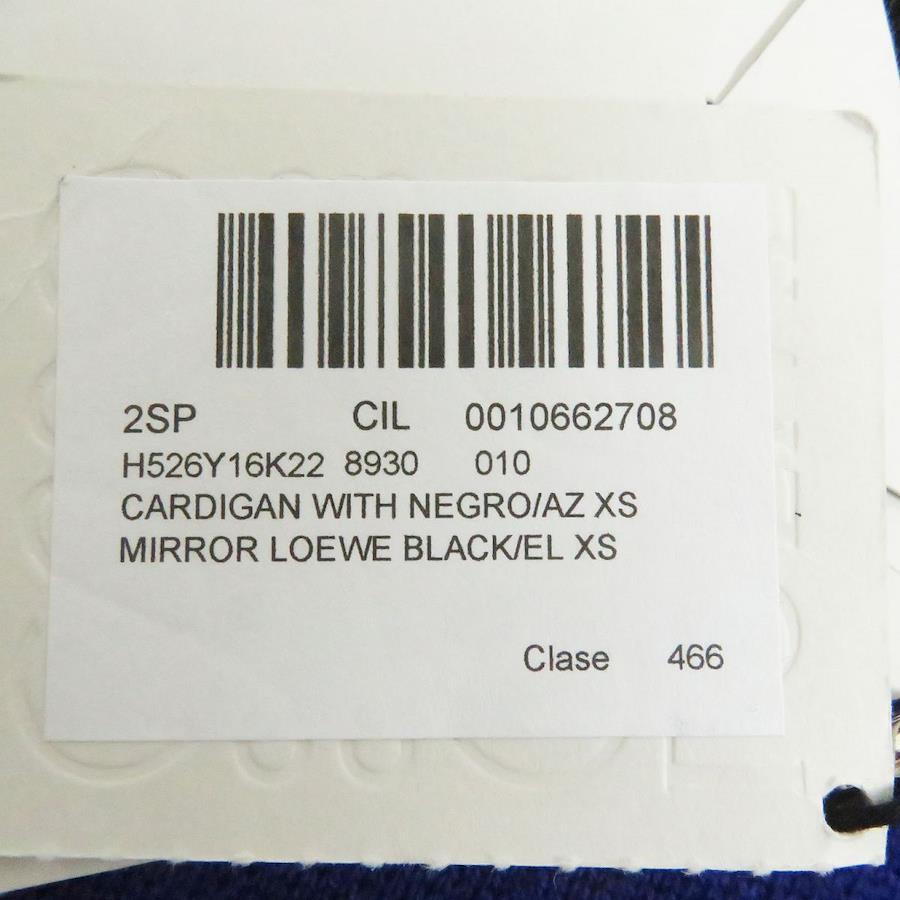 2SP CIL 0010662708
H526Y16K22 8930 010
CARDIGAN WITH NEGRO/AZ XS
MIRROR LOEWE BLACK/EL XS
Clase 466